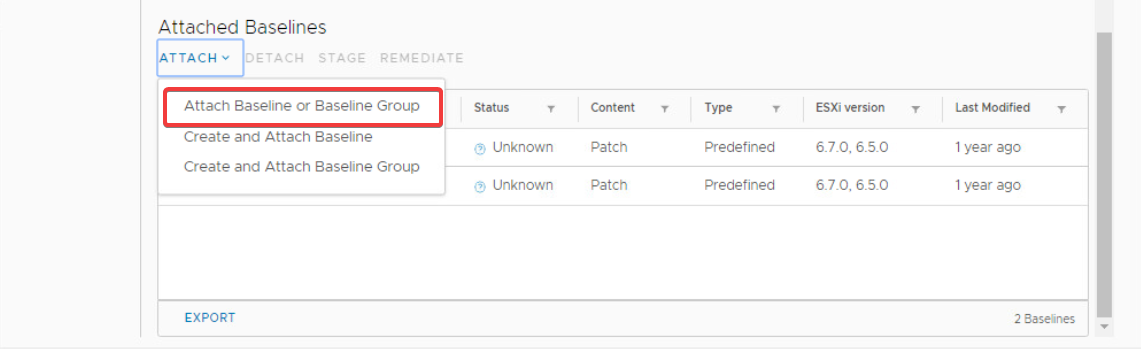 Attached Baselines
ATTACH DETACH STAGE REMEDIATE
Attach Baseline or Baseline Group
Create and Attach Baseline
Create and Attach Baseline Group
Status Content Type ESXi version Last Modified
Unknown Patch Predefined 6.7.0, 6.5.0 1 year ago
Unknown Patch Predefined 6.7.0, 6.5.0 1 year ago
EXPORT 2 Baselines